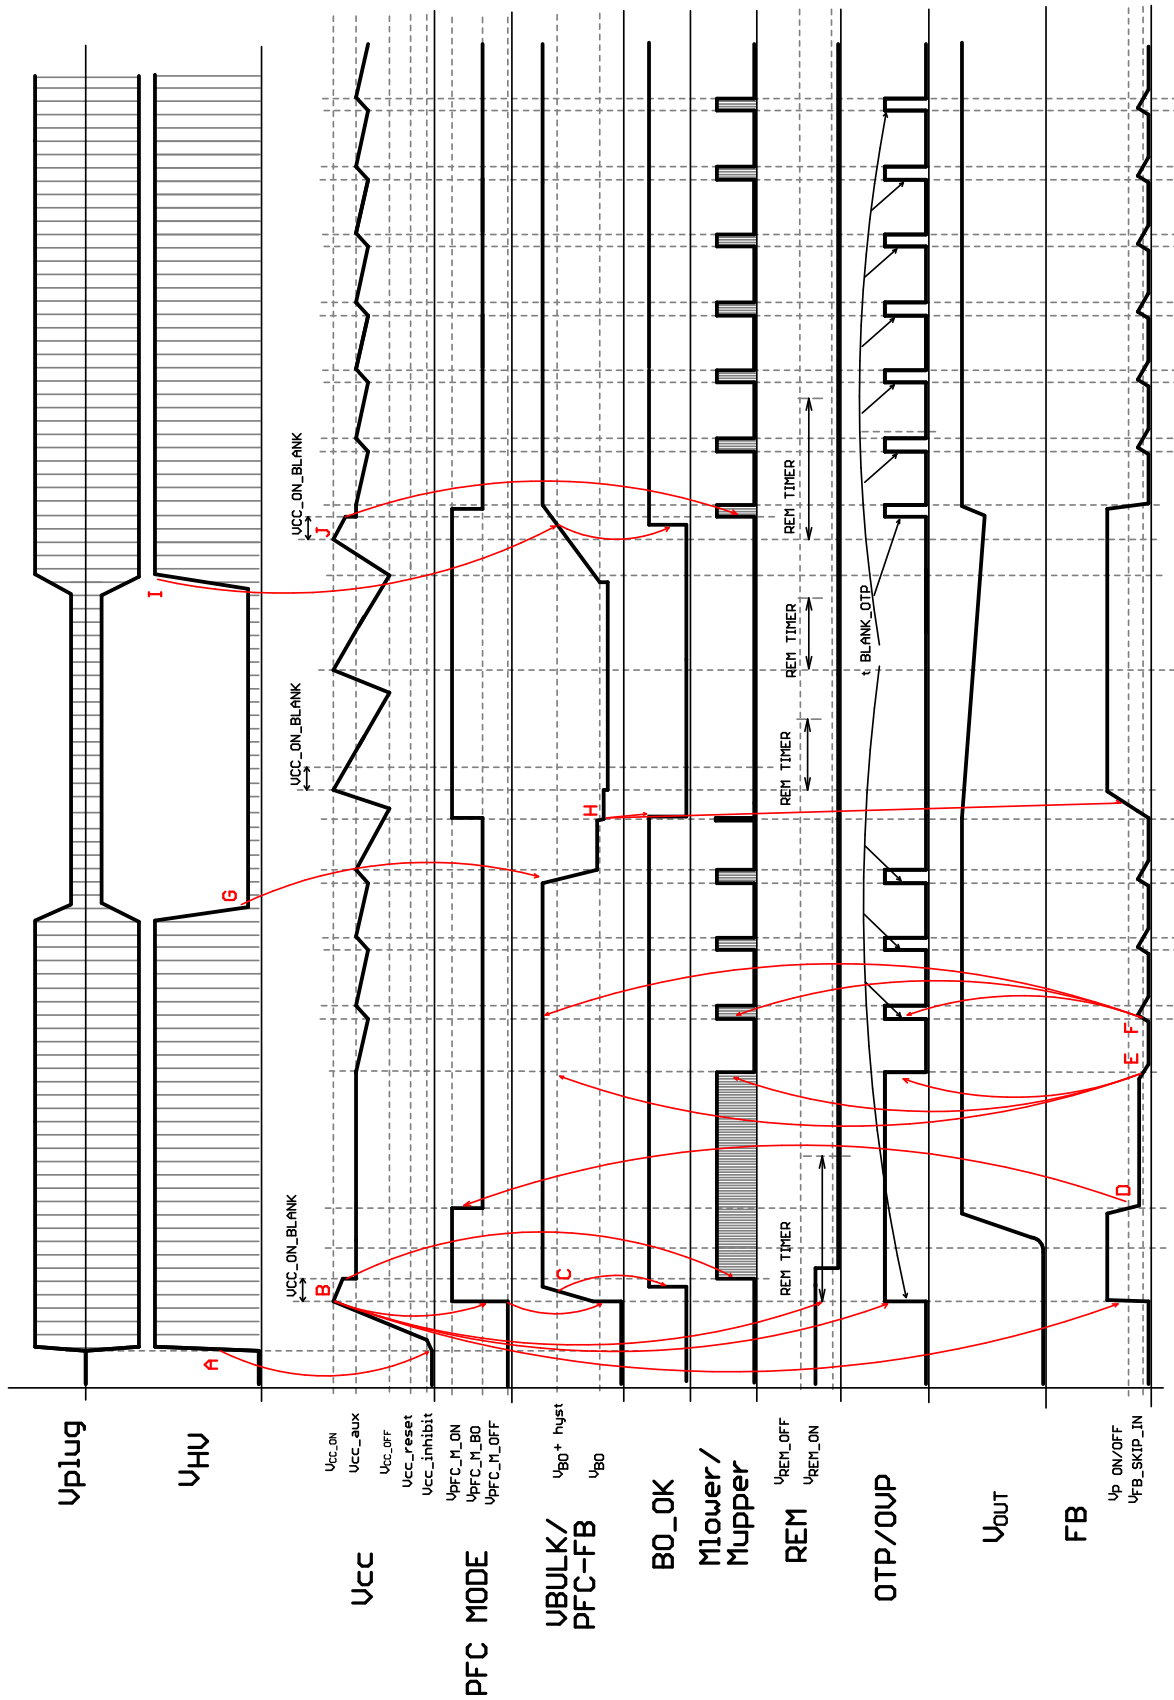 Vplug
VHV
Vcc
VCC_ON
Vcc_aux
VCC_OFF
Vcc_reset
Vcc_inhibit
PFC MODE
VPFC_M_ON
VPFC_M_BO
VPFC_M_OFF
VBULK/
PFC-FB
VBO+ hyst
VBO
BO_OK
Mlower/
Mupper
REM
VREM_OFF
VREM_ON
OTP/OVP
VOUT
FB
Vp ON/OFF
VFB_SKIP_IN
A
B
C
D
E
F
G
H
I
J
VCC_ON_BLANK
VCC_ON_BLANK
VCC_ON_BLANK
REM TIMER
REM TIMER
REM TIMER
REM TIMER
t BLANK_OTP